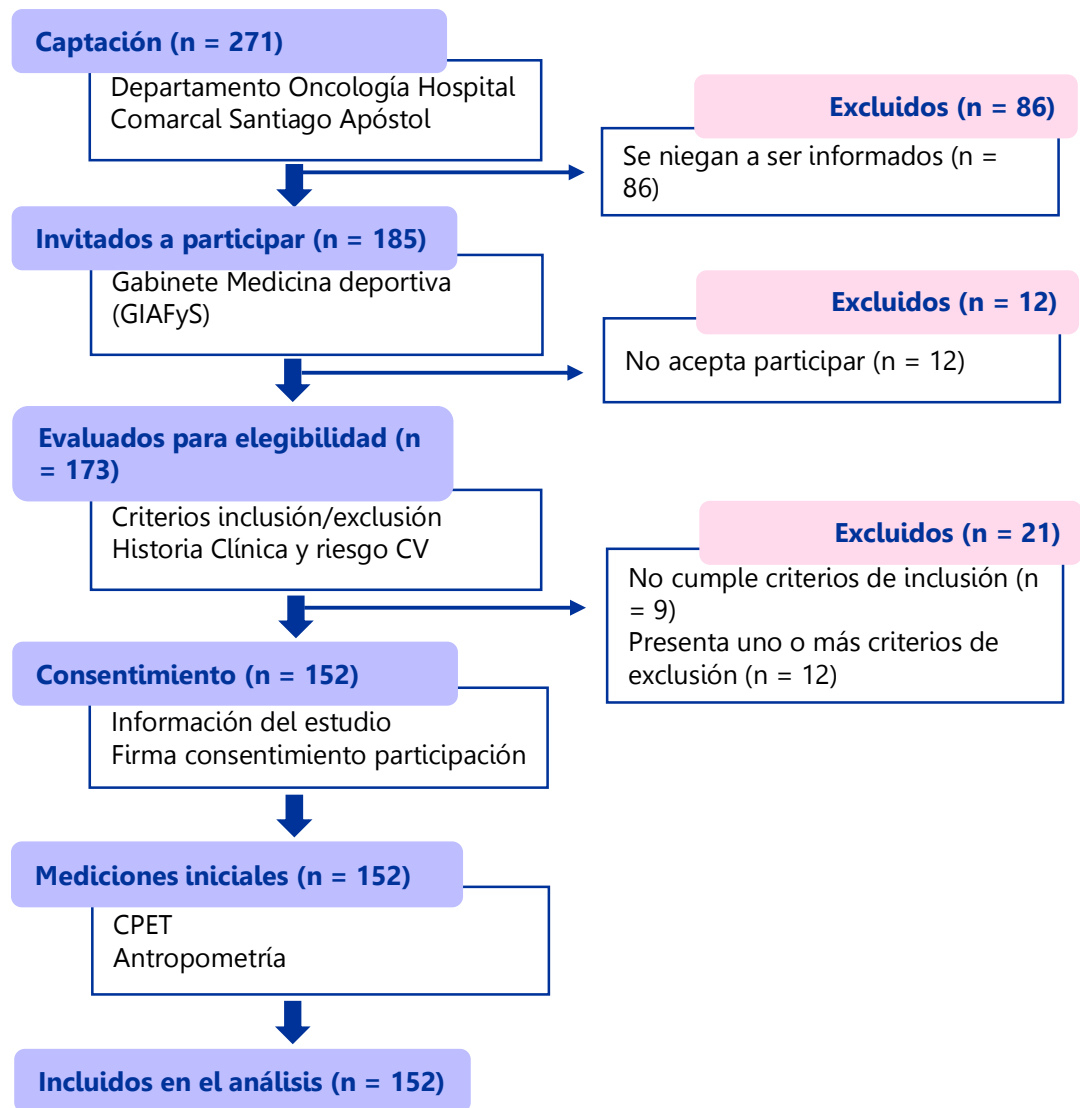 Captación (n = 271)
Departamento Oncología Hospital
Comarcal Santiago Apóstol
Excluidos (n = 86)
Se niegan a ser informados (n =
86)
Invitados a participar (n = 185)
Gabinete Medicina deportiva
(GIAFyS)
Excluidos (n = 12)
No acepta participar (n = 12)
Evaluados para elegibilidad (n
= 173)
Criterios inclusión/exclusión
Historia Clínica y riesgo CV
Excluidos (n = 21)
No cumple criterios de inclusión (n
= 9)
Presenta uno o más criterios de
exclusión (n = 12)
Consentimiento (n = 152)
Información del estudio
Firma consentimiento participación
Mediciones iniciales (n = 152)
CPET
Antropometría
Incluidos en el análisis (n = 152)